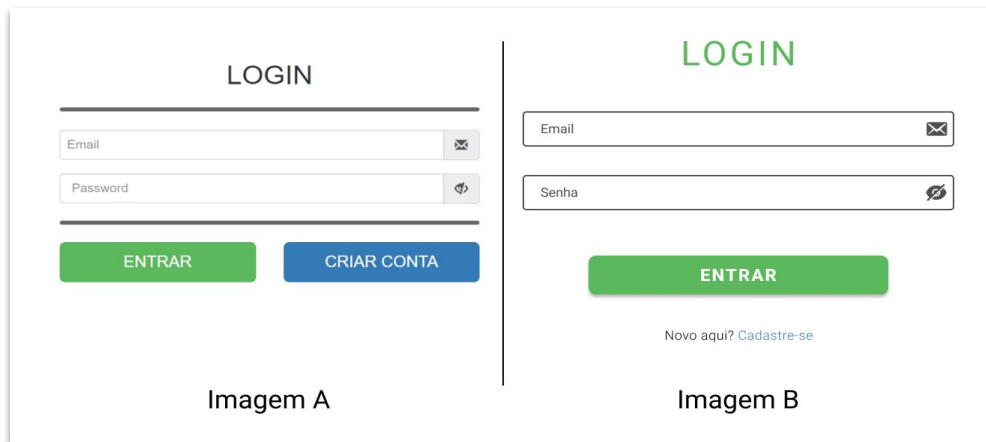 LOGIN
Email
Password
ENTRAR CRIAR CONTA
Imagem A
LOGIN
Email
Senha
ENTRAR
Novo aqui? Cadastre-se
Imagem B